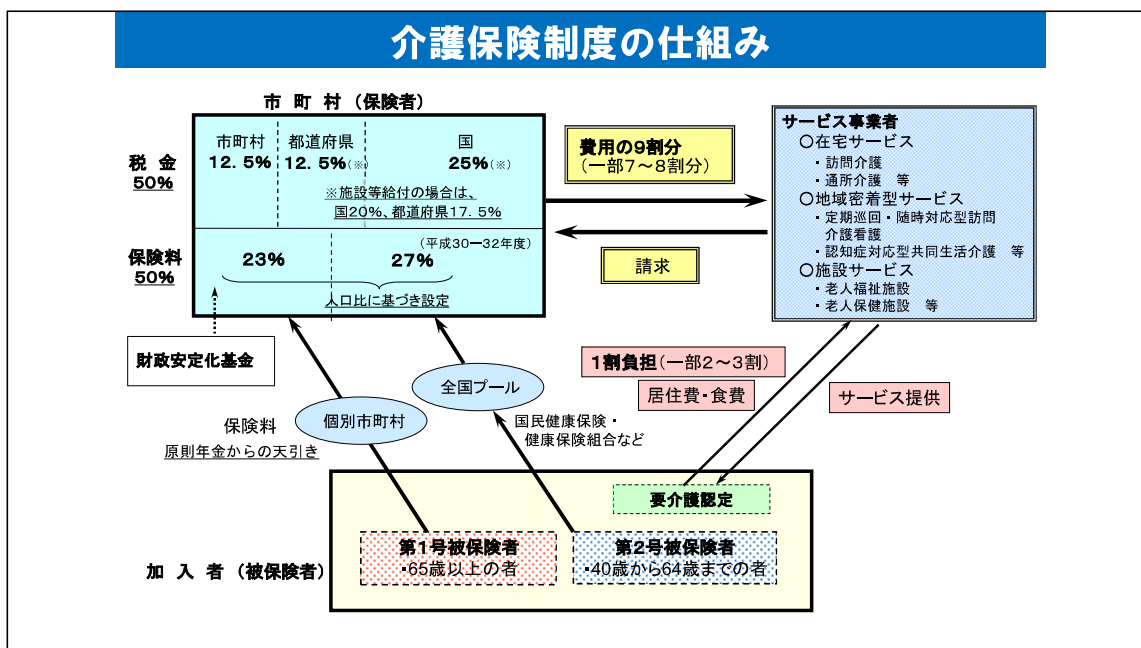 介護保険制度の仕組み
市 町 村 (保険者)
税 金
50%
市町村
12.5%
都道府県
12.5%(※)
国
25%(※)
※施設等給付の場合は、
国20%、都道府県17.5%
保険料
50%
(平成30-32年度)
23%
27%
人口比に基づき設定
費用の9割分
(一部7~8割分)
請求
サービス事業者
○在宅サービス
・訪問介護
・通所介護 等
○地域密着型サービス
・定期巡回・随時対応型訪問
介護看護
・認知症対応型共同生活介護 等
○施設サービス
・老人福祉施設
・老人保健施設 等
財政安定化基金
1割負担(一部2~3割)
居住費・食費
サービス提供
保険料
原則年金からの天引き
個別市町村
全国プール
国民健康保険・
健康保険組合など
要介護認定
加 入 者 (被保険者)
第1号被保険者
・65歳以上の者
第2号被保険者
・40歳から64歳までの者